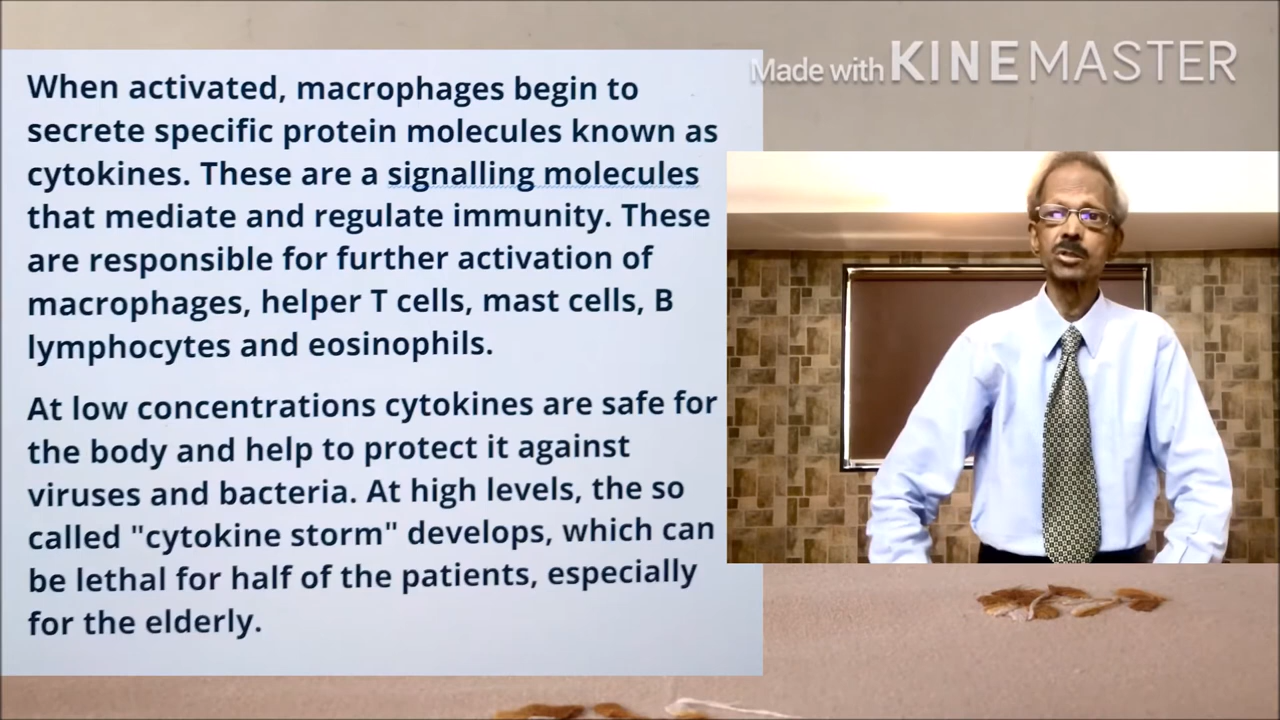 Made with KINEMASTER
When activated, macrophages begin to
secrete specific protein molecules known as
cytokines. These are a signalling molecules
that mediate and regulate immunity. These
are responsible for further activation of
macrophages, helper T cells, mast cells, B
lymphocytes and eosinophils.
At low concentrations cytokines are safe for
the body and help to protect it against
viruses and bacteria. At high levels, the so
called "cytokine storm" develops, which can
be lethal for half of the patients, especially
for the elderly.